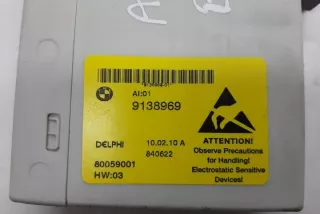 AI:01
9138969
DELPHI 10.02.10 A
840622
80059001
HW:03
ATTENTION!
Observe Precautions
for Handling!
Electrostatic Sensitive
Devices!